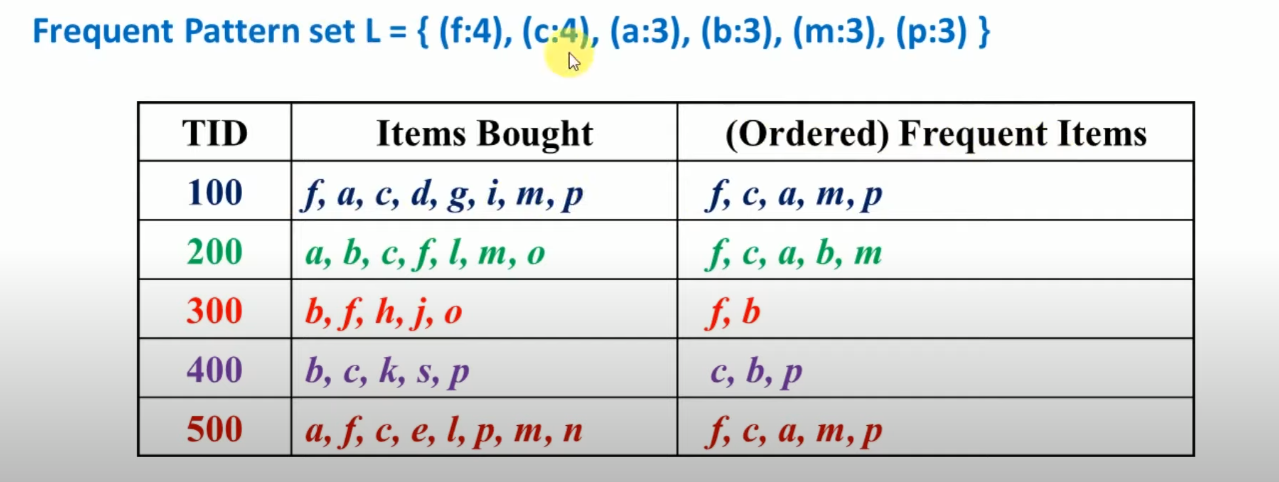 Frequent Pattern set L = { (f:4), (c:4), (a:3), (b:3), (m:3), (p:3) }
TID Items Bought (Ordered) Frequent Items
100 f, a, c, d, g, i, m, p f, c, a, m, p
200 a, b, c, f, l, m, o f, c, a, b, m
300 b, f, h, j, o f, b
400 b, c, k, s, p c, b, p
500 a, f, c, e, l, p, m, n f, c, a, m, p